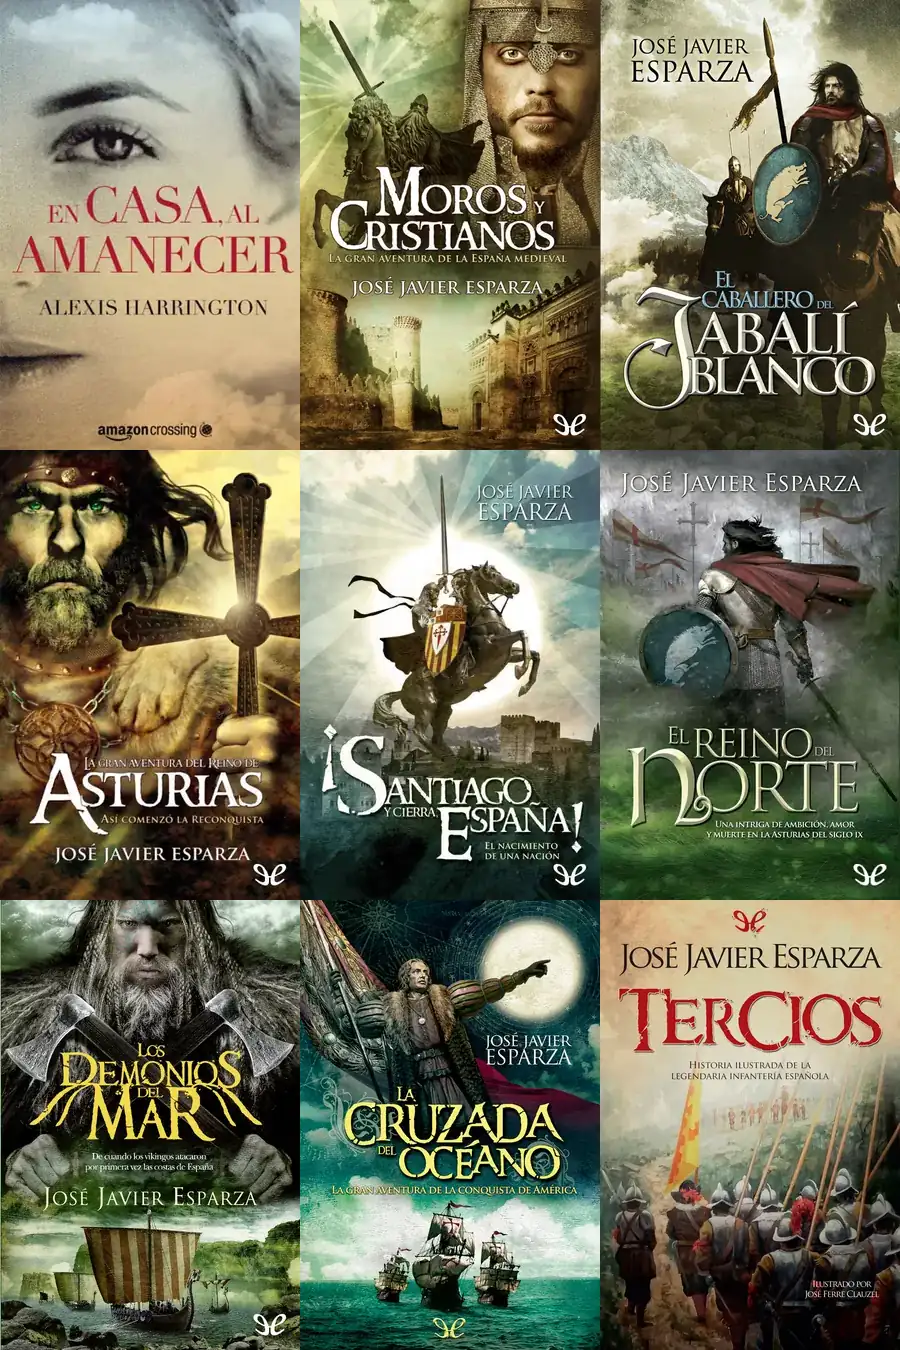 EN CASA, AL
AMANECER
ALEXIS HARRINGTON
amazoncrossing
MOROS Y
CRISTIANOS
LA GRAN AVENTURA DE LA ESPAÑA MEDIEVAL
JOSÉ JAVIER ESPARZA
JOSÉ JAVIER
ESPARZA
EL
CABALLERO DEL
JABALÍ
BLANCO
LA GRAN AVENTURA DEL REINO DE
ASTURIAS
ASÍ COMENZÓ LA RECONQUISTA
JOSÉ JAVIER ESPARZA
JOSÉ JAVIER
ESPARZA
¡SANTIAGO
Y CIERRA,
ESPAÑA!
EL NACIMIENTO
DE UNA NACIÓN
JOSÉ JAVIER ESPARZA
EL REINO DEL
NORTE
UNA INTRIGA DE AMBICIÓN, AMOR
Y MUERTE EN LA ASTURIAS DEL SIGLO IX
LOS
DEMONIOS
DEL
MAR
De cuando los vikingos atacaron
por primera vez las costas de España
JOSÉ JAVIER ESPARZA
JOSÉ JAVIER
ESPARZA
LA
CRUZADA
DEL
OCÉANO
LA GRAN AVENTURA DE LA CONQUISTA DE AMÉRICA
JOSÉ JAVIER ESPARZA
TERCIOS
HISTORIA ILUSTRADA DE LA
LEGENDARIA INFANTERÍA ESPAÑOLA
ILUSTRADO POR
JOSÉ FERRE CLAUZEL